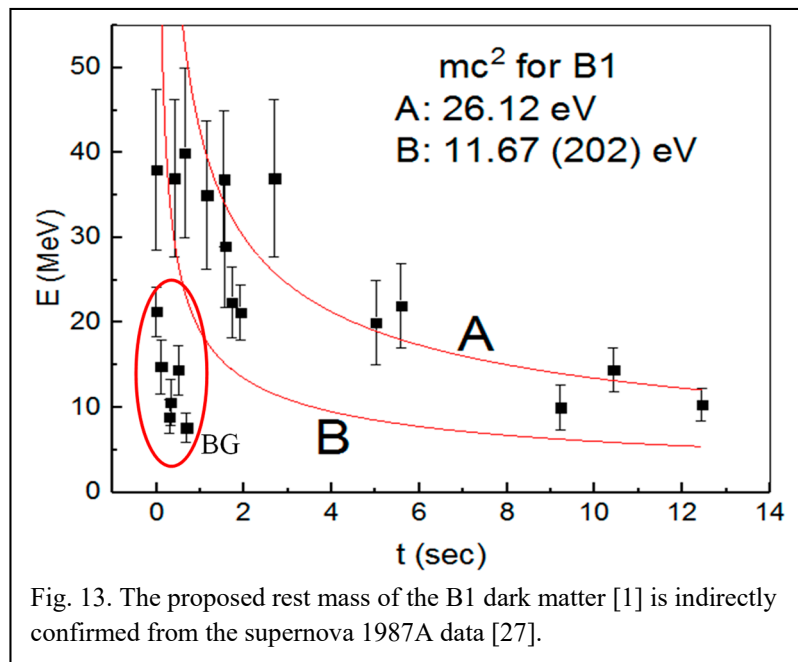 mc² for B1
A: 26.12 eV
B: 11.67 (202) eV
50
40
30
20
10
0
E (MeV)
A
B
BG
0 2 4 6 8 10 12 14
t (sec)
Fig. 13. The proposed rest mass of the B1 dark matter [1] is indirectly
confirmed from the supernova 1987A data [27].